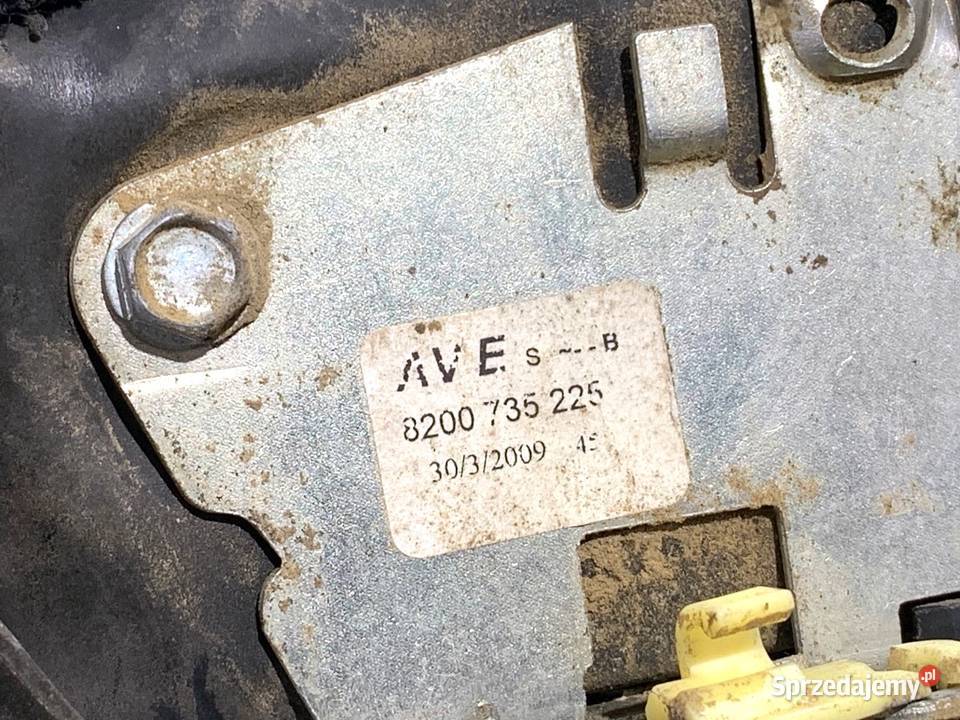 AVE S B
8200 735 225
30/3/2009 45
Sprzedajemy.pl